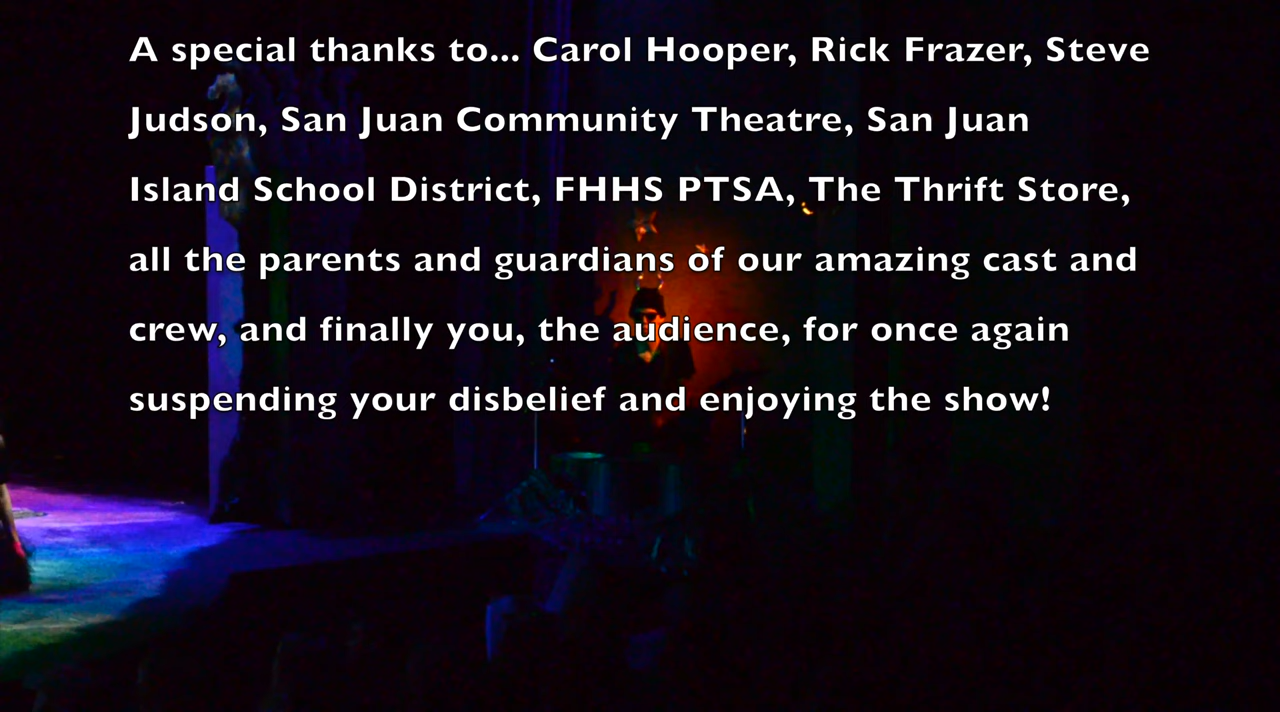 A special thanks to... Carol Hooper, Rick Frazer, Steve
Judson, San Juan Community Theatre, San Juan
Island School District, FHHS PTSA, The Thrift Store,
all the parents and guardians of our amazing cast and
crew, and finally you, the audience, for once again
suspending your disbelief and enjoying the show!